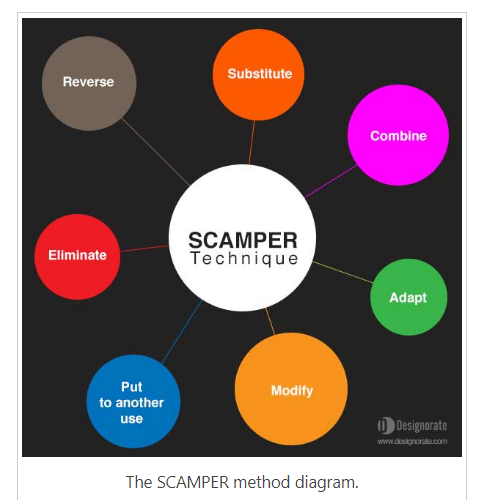 Reverse
Substitute
Combine
SCAMPER
Technique
Eliminate
Adapt
Put
to another
use
Modify
Designorate
www.designorate.com
The SCAMPER method diagram.